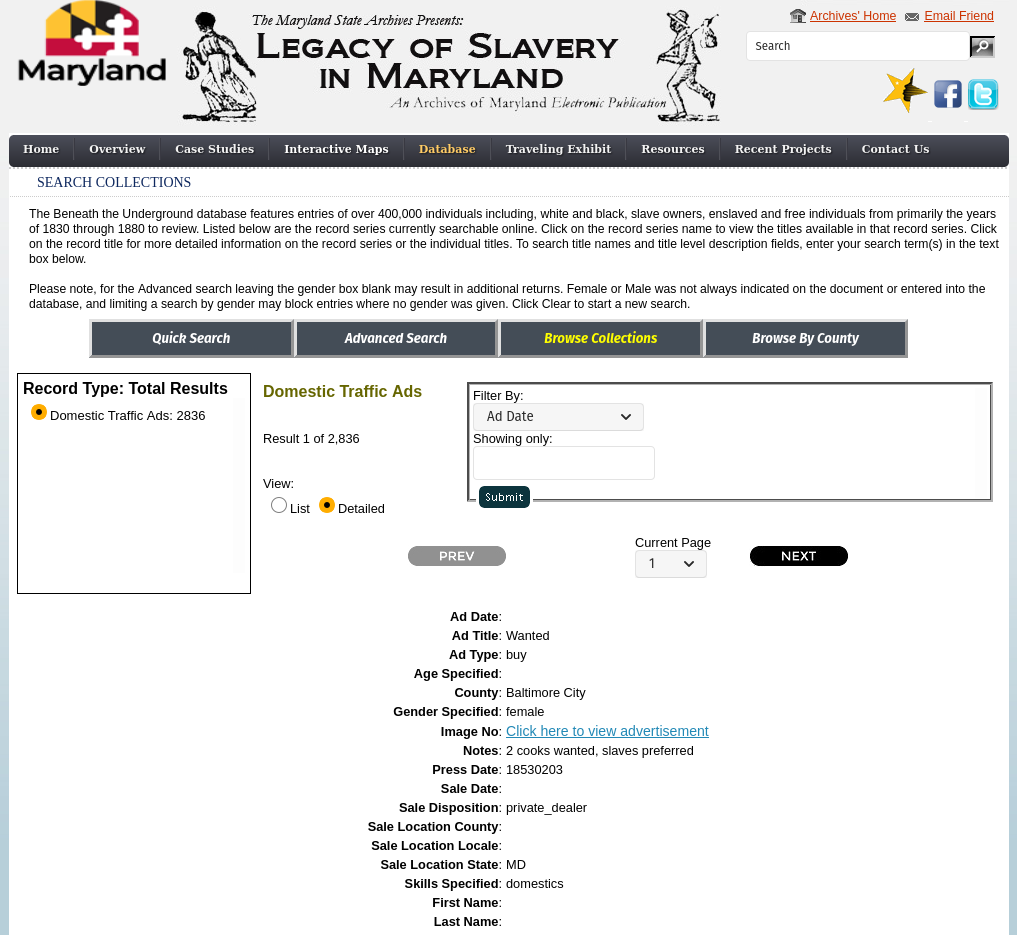 Archives' Home Email Friend
Maryland
The Maryland State Archives Presents:
LEGACY OF SLAVERY
IN MARYLAND
An Archives of Maryland Electronic Publication
Search
Home Overview Case Studies Interactive Maps Database Traveling Exhibit Resources Recent Projects Contact Us
SEARCH COLLECTIONS
The Beneath the Underground database features entries of over 400,000 individuals including, white and black, slave owners, enslaved and free individuals from primarily the years
of 1830 through 1880 to review. Listed below are the record series currently searchable online. Click on the record series name to view the titles available in that record series. Click
on the record title for more detailed information on the record series or the individual titles. To search title names and title level description fields, enter your search term(s) in the text
box below.
Please note, for the Advanced search leaving the gender box blank may result in additional returns. Female or Male was not always indicated on the document or entered into the
database, and limiting a search by gender may block entries where no gender was given. Click Clear to start a new search.
Quick Search Advanced Search Browse Collections Browse By County
Record Type: Total Results
Domestic Traffic Ads: 2836
Domestic Traffic Ads
Result 1 of 2,836
View:
List Detailed
Filter By:
Ad Date
Showing only:
Submit
PREV
Current Page
1
NEXT
Ad Date:
Ad Title: Wanted
Ad Type: buy
Age Specified:
County: Baltimore City
Gender Specified: female
Image No: Click here to view advertisement
Notes: 2 cooks wanted, slaves preferred
Press Date: 18530203
Sale Date:
Sale Disposition: private_dealer
Sale Location County:
Sale Location Locale:
Sale Location State: MD
Skills Specified: domestics
First Name:
Last Name: